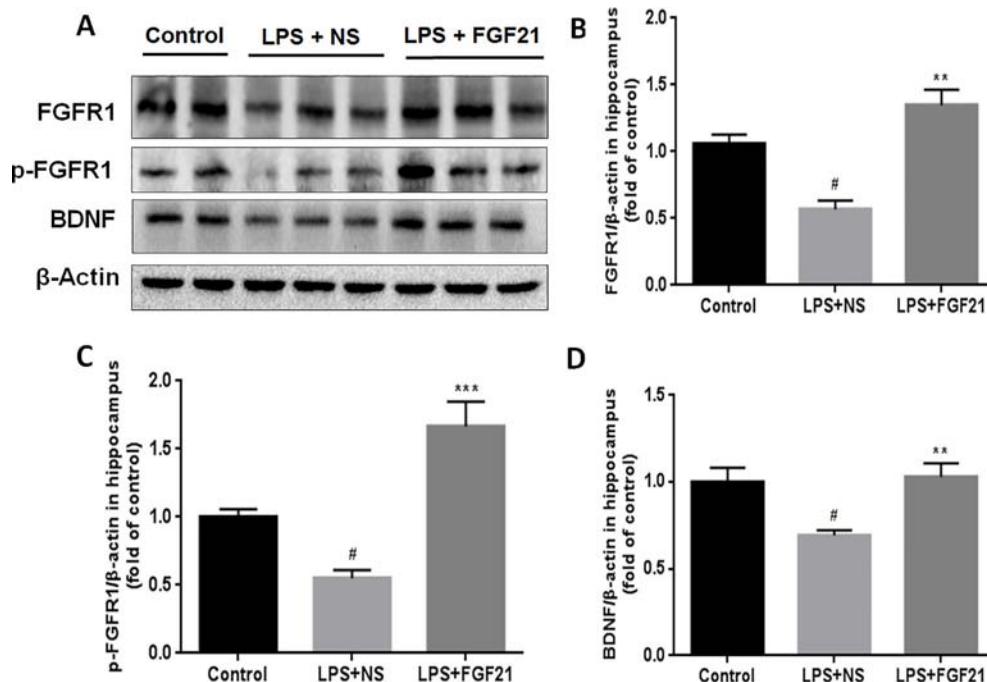 A
Control LPS + NS LPS + FGF21
FGFR1
p-FGFR1
BDNF
β-Actin
B
FGFR1/β-actin in hippocampus
(fold of control)
2.0
1.5
1.0
0.5
0.0
#
**
Control LPS+NS LPS+FGF21
C
p-FGFR1/β-actin in hippocampus
(fold of control)
2.0
1.5
1.0
0.5
0.0
#
***
Control LPS+NS LPS+FGF21
D
BDNF/β-actin in hippocampus
(fold of control)
1.5
1.0
0.5
0.0
#
**
Control LPS+NS LPS+FGF21